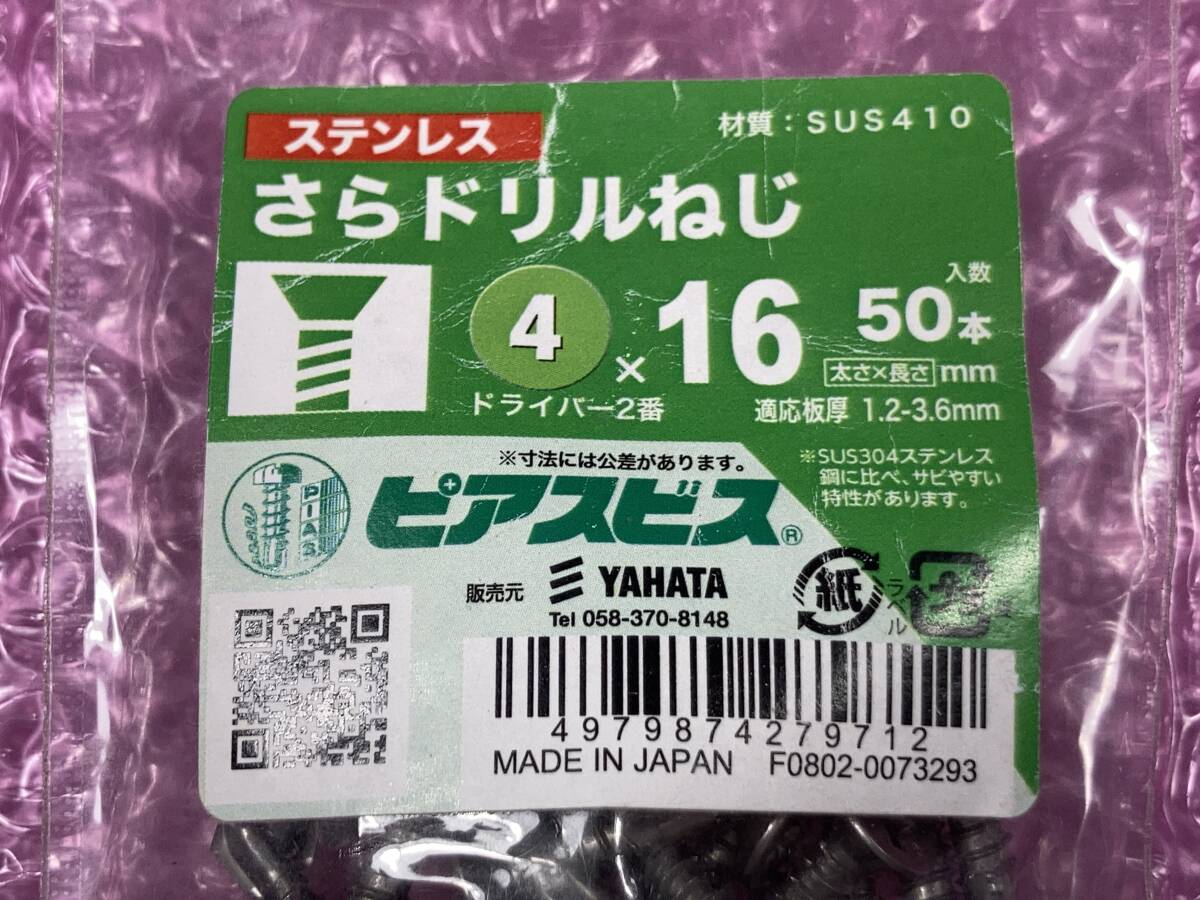 ステンレス
材質：SUS410
さらドリルねじ
4×16
入数
50本
太さ×長さ mm
ドライバー2番
適応板厚 1.2-3.6mm
※寸法には公差があります。
※SUS304ステンレス
鋼に比べ、サビやすい
特性があります。
PIAS
ピアスビス®
販売元 YAHATA
Tel 058-370-8148
紙
ラベル
プラ
4979874279712
MADE IN JAPAN F0802-0073293